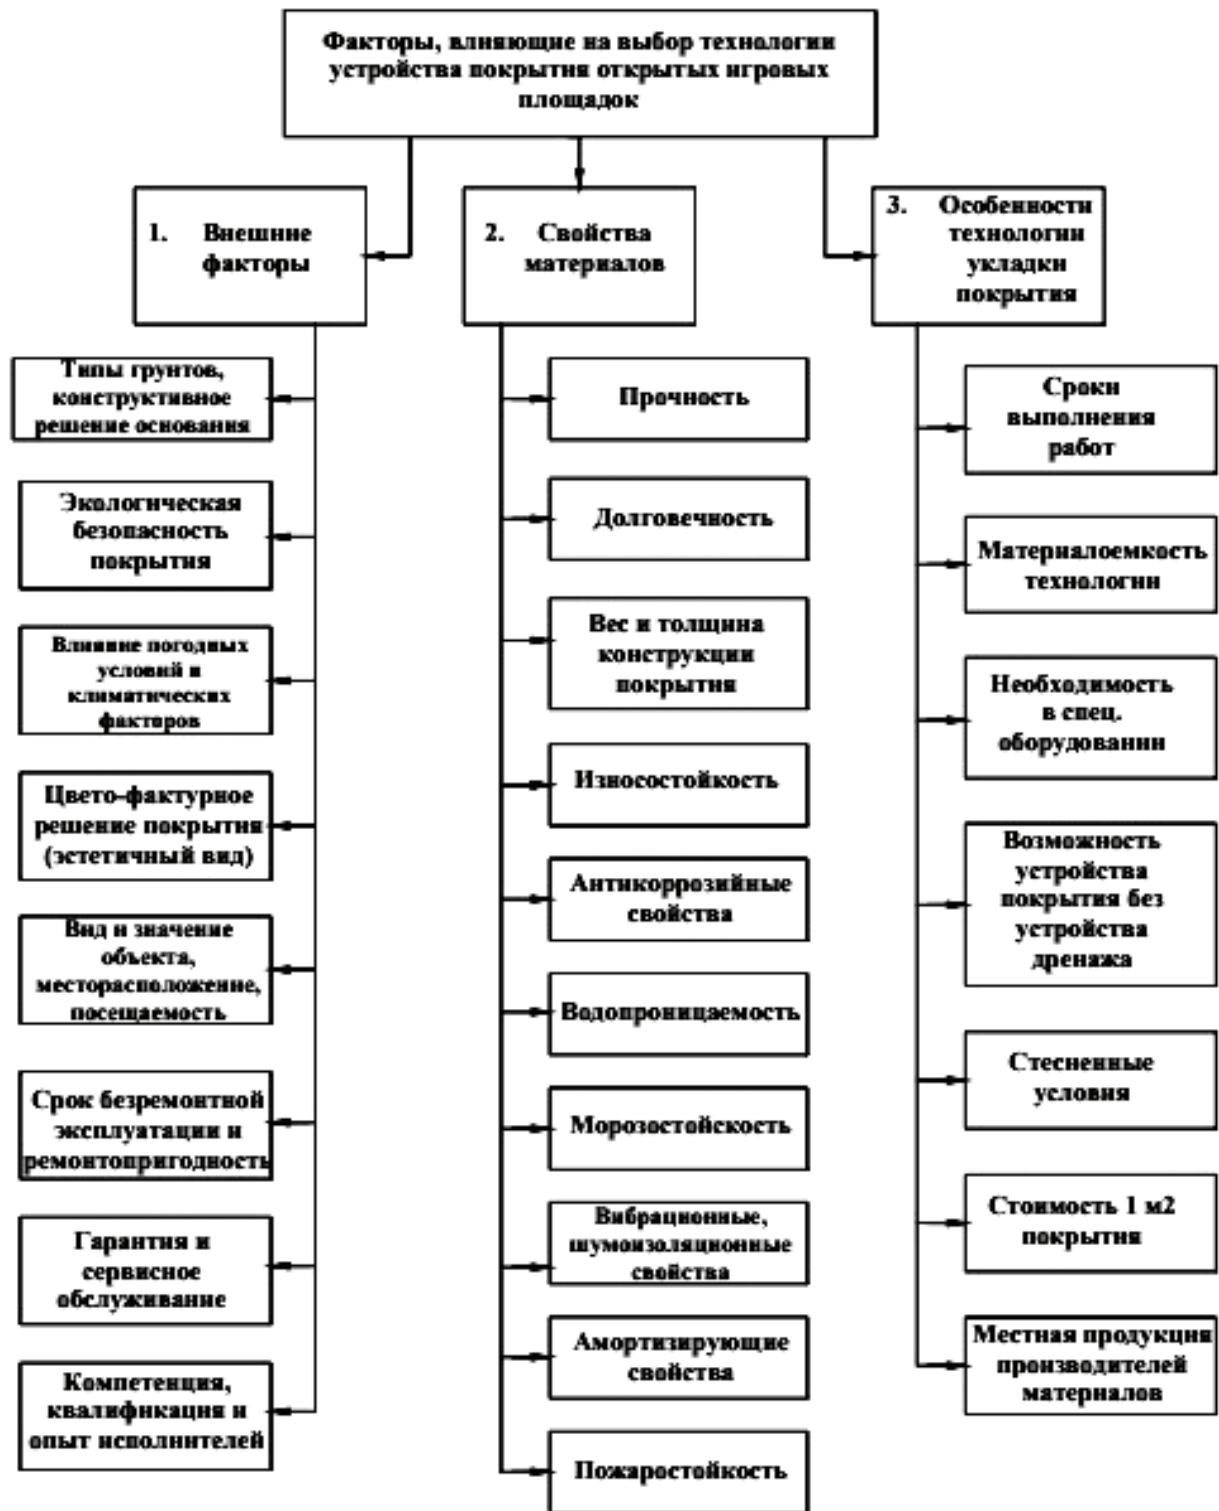 Факторы, влияющие на выбор технологии
устройства покрытия открытых игровых
площадок
1. Внешние
факторы
2. Свойства
материалов
3. Особенности
технологии
укладки
покрытия
Типы грунтов,
конструктивное
решение основания
Экологическая
безопасность
покрытия
Влияние погодных
условий и
климатических
факторов
Цвето-фактурное
решение покрытия
(эстетичный вид)
Вид и значение
объекта,
месторасположение,
посещаемость
Срок безремонтной
эксплуатации и
ремонтопригодность
Гарантия и
сервисное
обслуживание
Компетенция,
квалификация и
опыт исполнителей
Прочность
Долговечность
Вес и толщина
конструкции
покрытия
Износостойкость
Антикоррозийные
свойства
Водопроницаемость
Морозостойскость
Вибрационные,
шумоизоляционные
свойства
Амортизирующие
свойства
Пожаростойкость
Сроки
выполнения
работ
Материалоемкость
технологии
Необходимость
в спец.
оборудовании
Возможность
устройства
покрытия без
устройства
дренажа
Стесненные
условия
Стоимость 1 м2
покрытия
Местная продукция
производителей
материалов